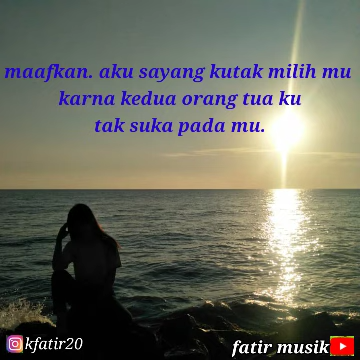 maafkan. aku sayang kutak milih mu
karna kedua orang tua ku
tak suka pada mu.
kfatir20
fatir musik